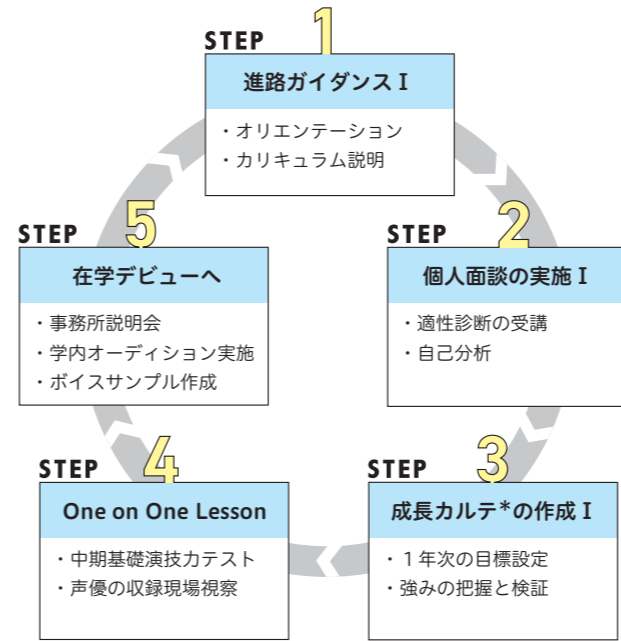 STEP 1
進路ガイダンス I
・オリエンテーション
・カリキュラム説明
STEP 2
個人面談の実施 I
・適性診断の受講
・自己分析
STEP 3
成長カルテ*の作成 I
・1年次の目標設定
・強みの把握と検証
STEP 4
One on One Lesson
・中期基礎演技力テスト
・声優の収録現場視察
STEP 5
在学デビューへ
・事務所説明会
・学内オーディション実施
・ボイスサンプル作成